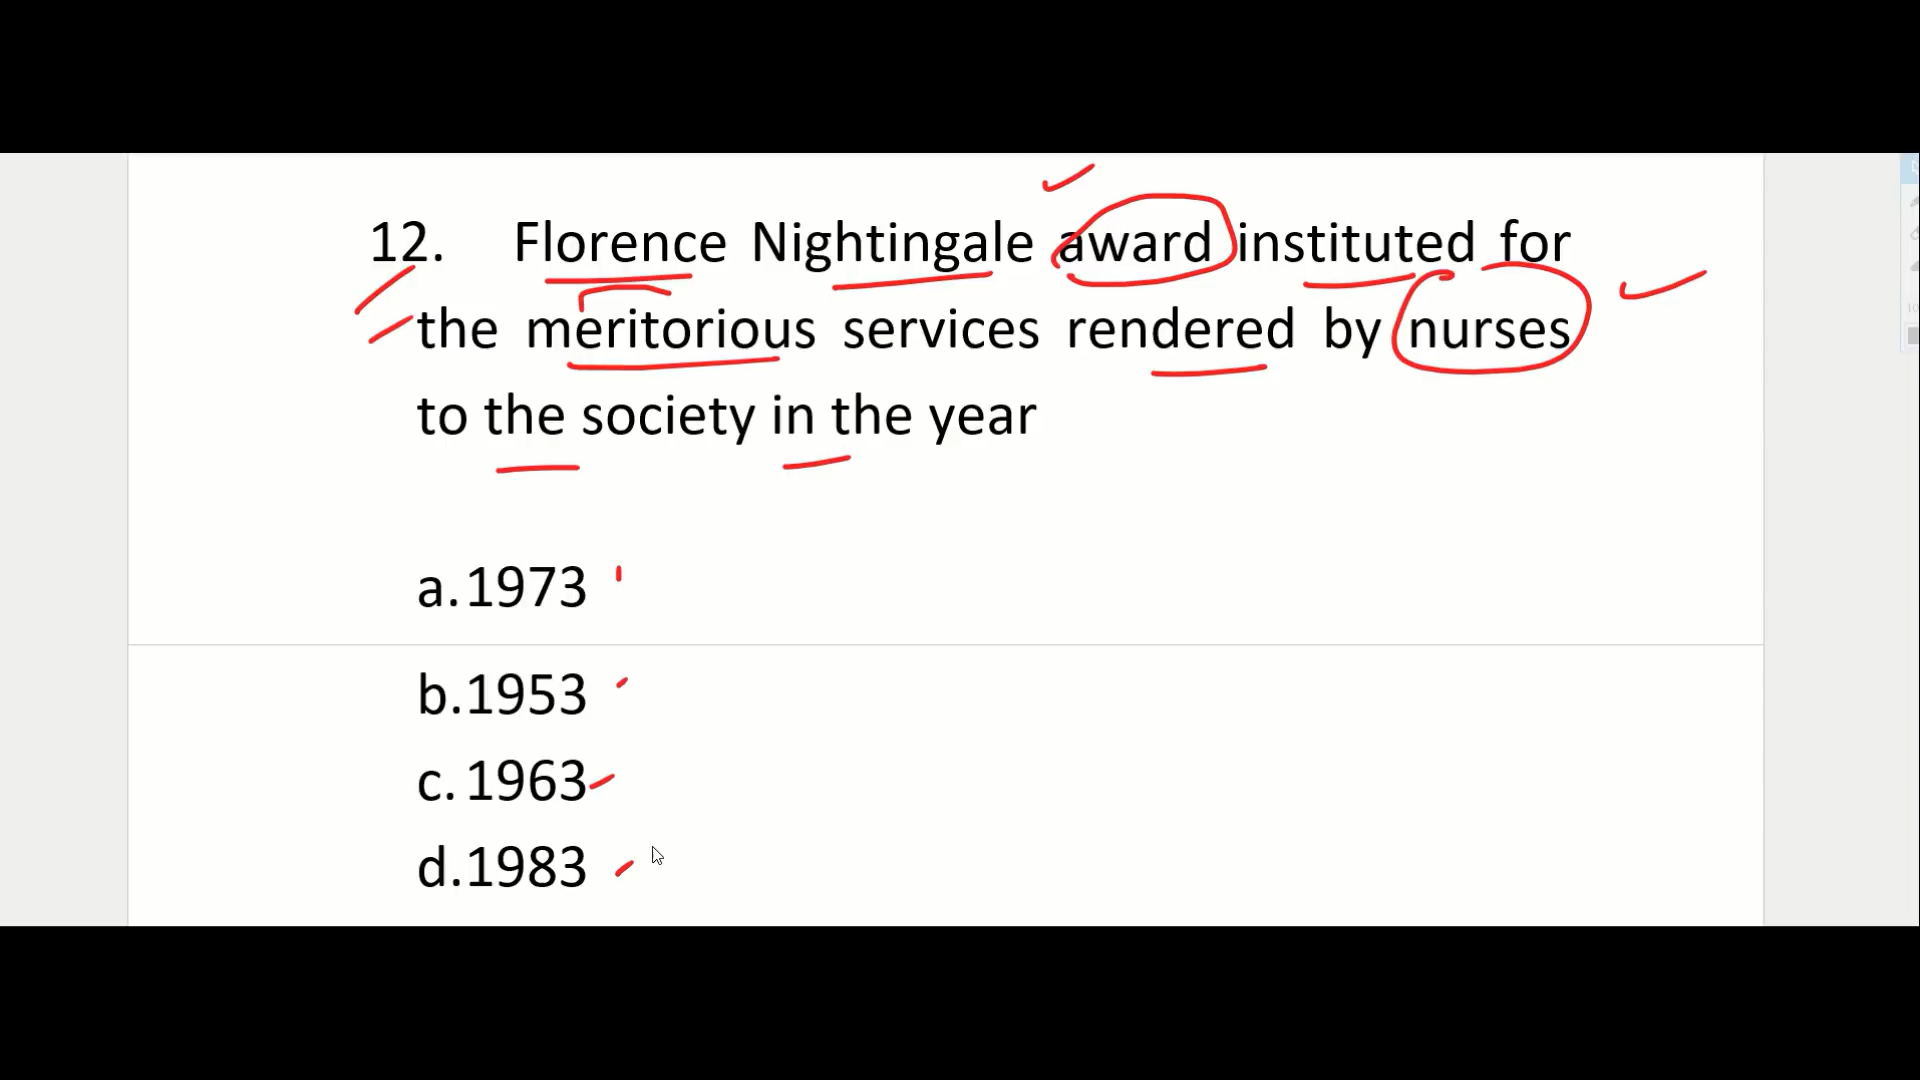 12. Florence Nightingale award instituted for
the meritorious services rendered by nurses
to the society in the year
a. 1973
b. 1953
c. 1963
d. 1983